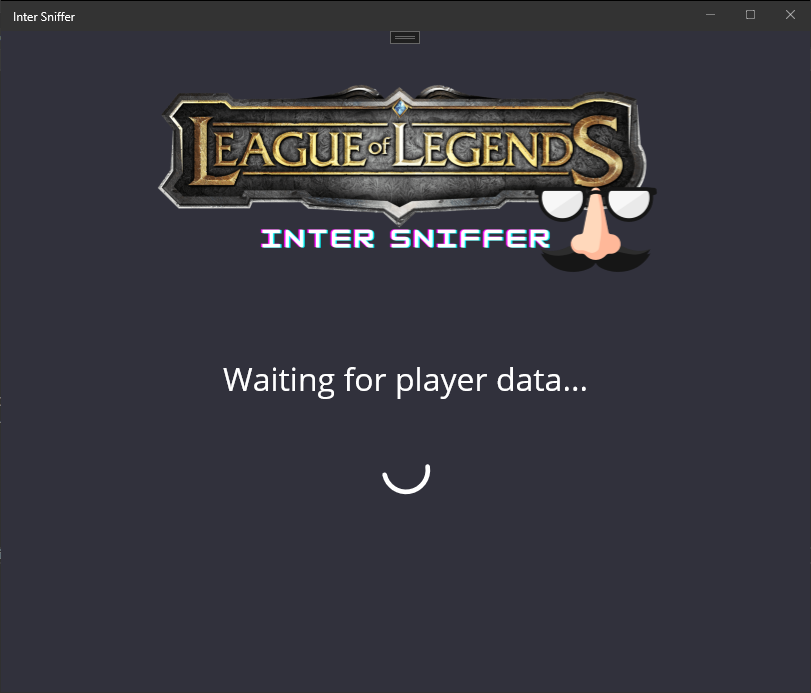 Inter Sniffer
LEAGUE of LEGENDS
INTER SNIFFER
Waiting for player data...